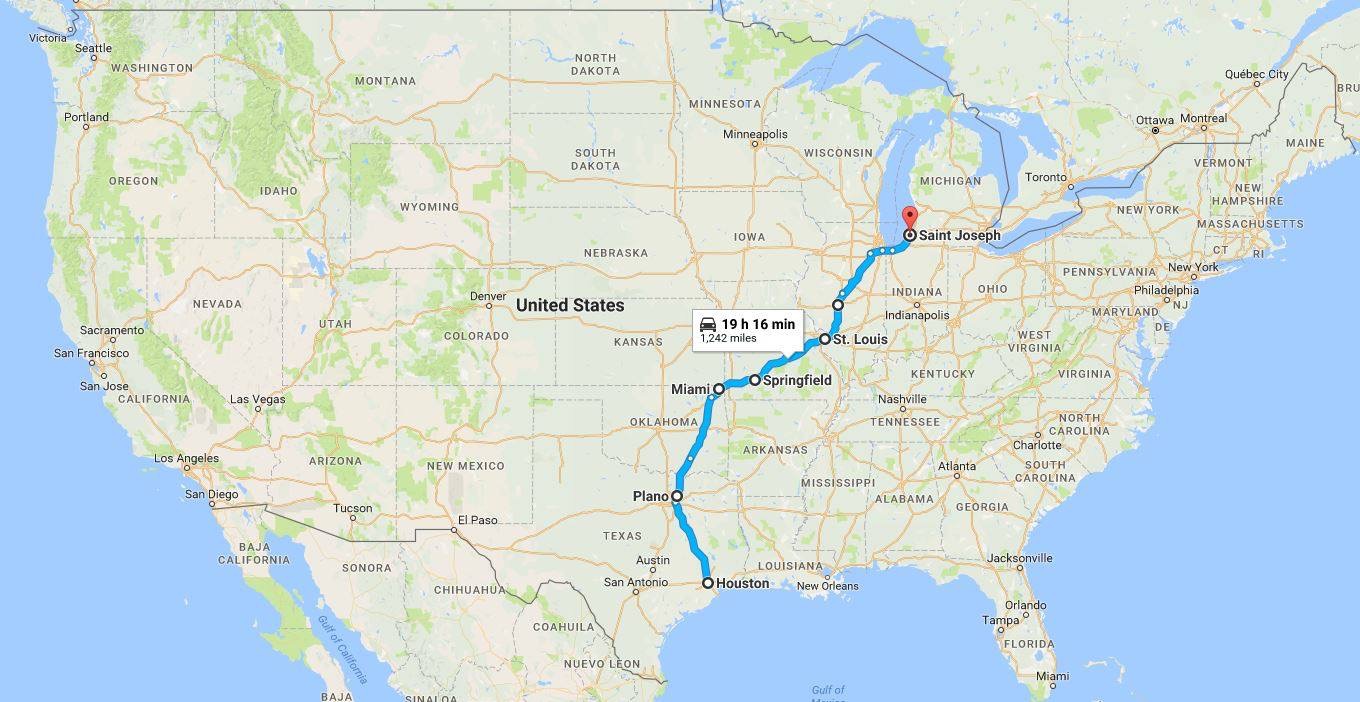 Victoria
Seattle
WASHINGTON
Portland
OREGON
IDAHO
MONTANA
NORTH
DAKOTA
SOUTH
DAKOTA
WYOMING
MINNESOTA
Minneapolis
WISCONSIN
MICHIGAN
Toronto
Ottawa
Montreal
Québec City
BRU
MAINE
VERMONT
NEW
HAMPSHIRE
NEW YORK
MASSACHUSETTS
CT
RI
Saint Joseph
IOWA
NEBRASKA
PENNSYLVANIA
New York
Philadelphia
NJ
MARYLAND
DE
OHIO
INDIANA
Indianapolis
Denver
United States
NEVADA
UTAH
COLORADO
KANSAS
19 h 16 min
1,242 miles
St. Louis
WEST
VIRGINIA
VIRGINIA
KENTUCKY
Sacramento
San Francisco
San Jose
CALIFORNIA
Las Vegas
Miami
Springfield
Nashville
TENNESSEE
NORTH
CAROLINA
Charlotte
OKLAHOMA
ARKANSAS
Los Angeles
ARIZONA
NEW MEXICO
San Diego
Tucson
El Paso
Plano
MISSISSIPPI
ALABAMA
Atlanta
GEORGIA
SOUTH
CAROLINA
BAJA
CALIFORNIA
SONORA
CHIHUAHUA
TEXAS
Austin
San Antonio
Houston
LOUISIANA
New Orleans
Jacksonville
Orlando
Tampa
FLORIDA
Miami
Gulf of California
COAHUILA
NUEVO LEON
BAJA
SINALOA
Gulf of
Mexico